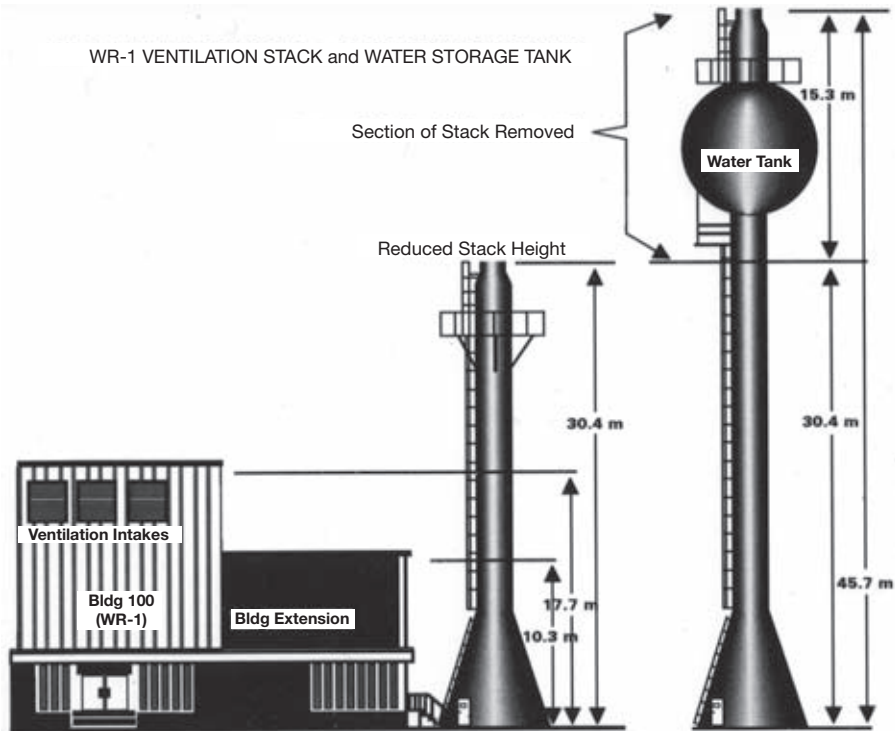 WR-1 VENTILATION STACK and WATER STORAGE TANK
15.3 m
Section of Stack Removed
Water Tank
Reduced Stack Height
30.4 m
30.4 m
Ventilation Intakes
45.7 m
Bldg 100
(WR-1)
17.7 m
Bldg Extension
10.3 m